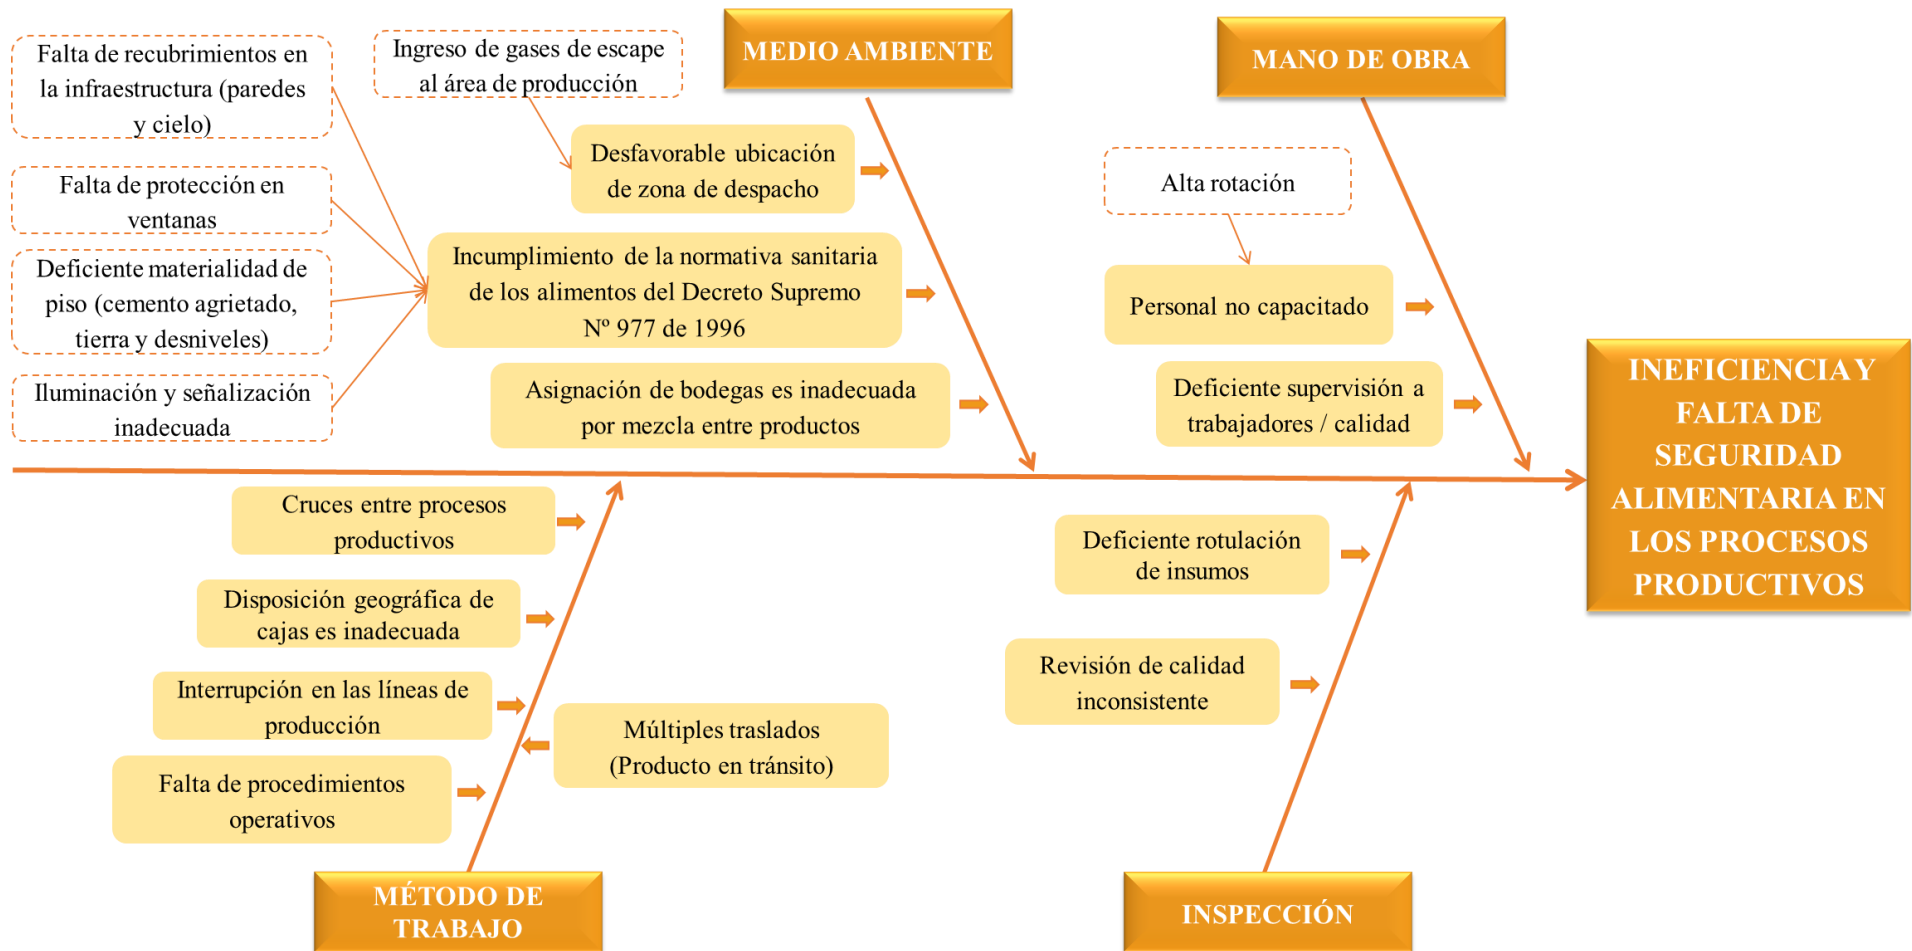 Falta de recubrimientos en
la infraestructura (paredes
y cielo)
Ingreso de gases de escape
al área de producción
MEDIO AMBIENTE
MANO DE OBRA
Desfavorable ubicación
de zona de despacho
Alta rotación
Falta de protección en
ventanas
Incumplimiento de la normativa sanitaria
de los alimentos del Decreto Supremo
Nº 977 de 1996
Deficiente materialidad de
piso (cemento agrietado,
tierra y desniveles)
Personal no capacitado
Iluminación y señalización
inadecuada
Asignación de bodegas es inadecuada
por mezcla entre productos
Deficiente supervisión a
trabajadores / calidad
INEFICIENCIA Y
FALTA DE
SEGURIDAD
ALIMENTARIA EN
LOS PROCESOS
PRODUCTIVOS
Cruces entre procesos
productivos
Deficiente rotulación
de insumos
Disposición geográfica de
cajas es inadecuada
Revisión de calidad
inconsistente
Interrupción en las líneas de
producción
Múltiples traslados
(Producto en tránsito)
Falta de procedimientos
operativos
MÉTODO DE
TRABAJO
INSPECCIÓN